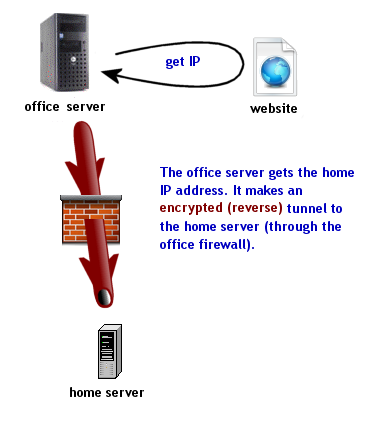 get IP
office server
website
The office server gets the home
IP address. It makes an
encrypted (reverse) tunnel to
the home server (through the
office firewall).
home server